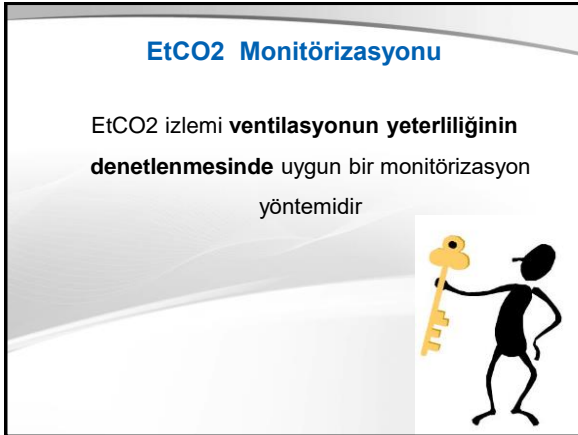 EtCO2 Monitörizasyonu
EtCO2 izlemi ventilasyonun yeterliliğinin
denetlenmesinde uygun bir monitörizasyon
yöntemidir